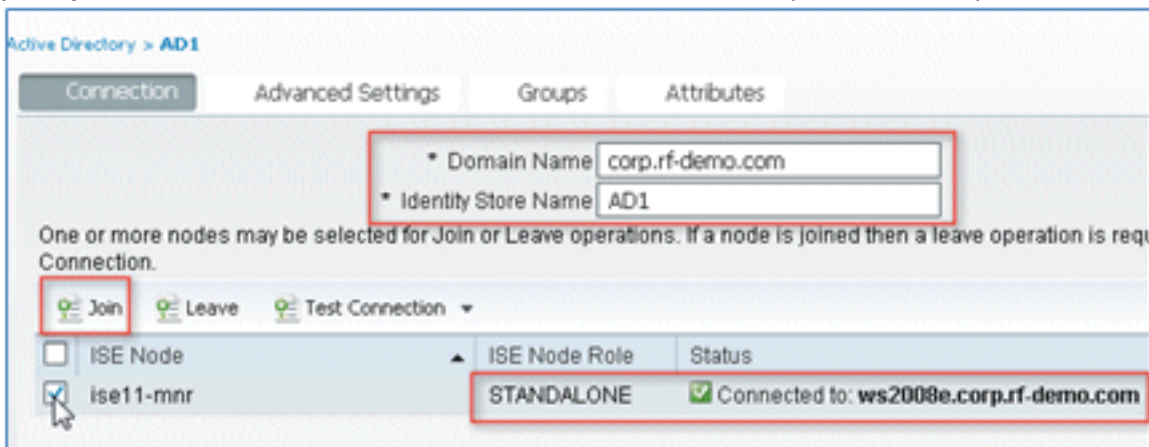 Active Directory > AD1
Connection Advanced Settings Groups Attributes
* Domain Name corp.rf-demo.com
* Identity Store Name AD1
One or more nodes may be selected for Join or Leave operations. If a node is joined then a leave operation is
Connection.
Join Leave Test Connection
ISE Node ISE Node Role Status
ise11-mnr STANDALONE Connected to: ws2008e.corp.rf-demo.com